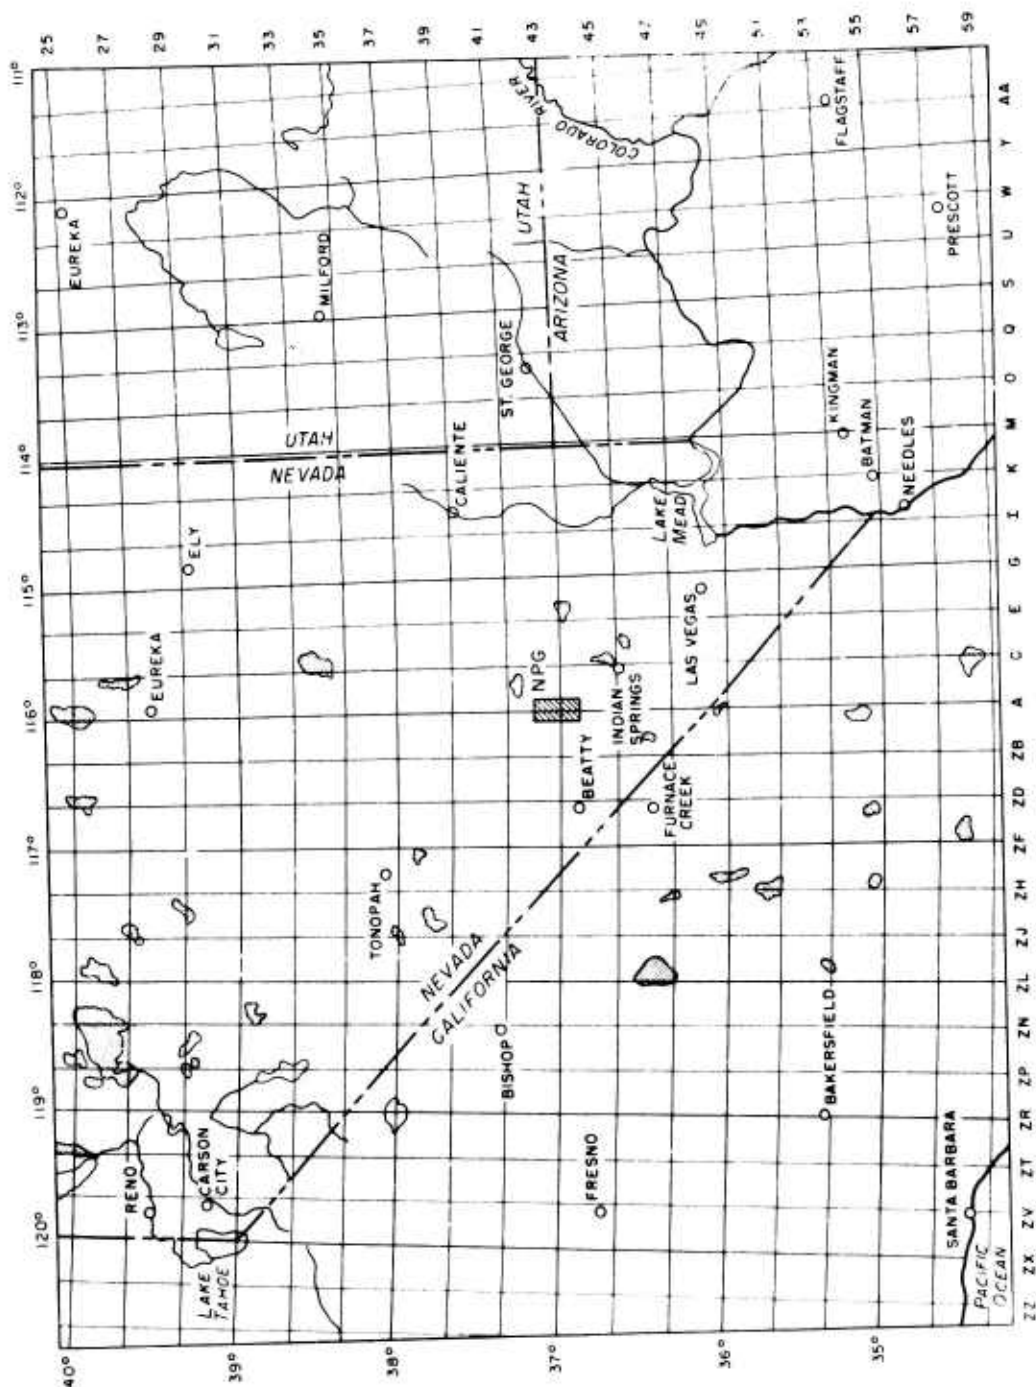 120°
119°
118°
117°
116°
115°
114°
113°
112°
111°
40°
39°
38°
37°
36°
35°
25
27
29
31
33
35
37
39
41
43
45
47
49
51
53
55
57
59
EUREKA
RENO
EUREKA
CARSON
CITY
ELY
LAKE
TAHOE
UTAH
NEVADA
MILFORD
TONOPAH
CALIENTE
NEVADA
CALIFORNIA
BISHOP
ST. GEORGE
UTAH
ARIZONA
COLORADO
RIVER
NPG
BEATTY
FRESNO
INDIAN
SPRINGS
LAKE
MEAD
FURNACE
CREEK
LAS VEGAS
BAKERSFIELD
KINGMAN
FLAGSTAFF
BATMAN
NEEDLES
PRESCOTT
SANTA BARBARA
PACIFIC
OCEAN
ZZ ZX ZV ZT ZR ZP ZN ZL ZJ ZH ZF ZD ZB A C E G I K M O Q S U W Y AA